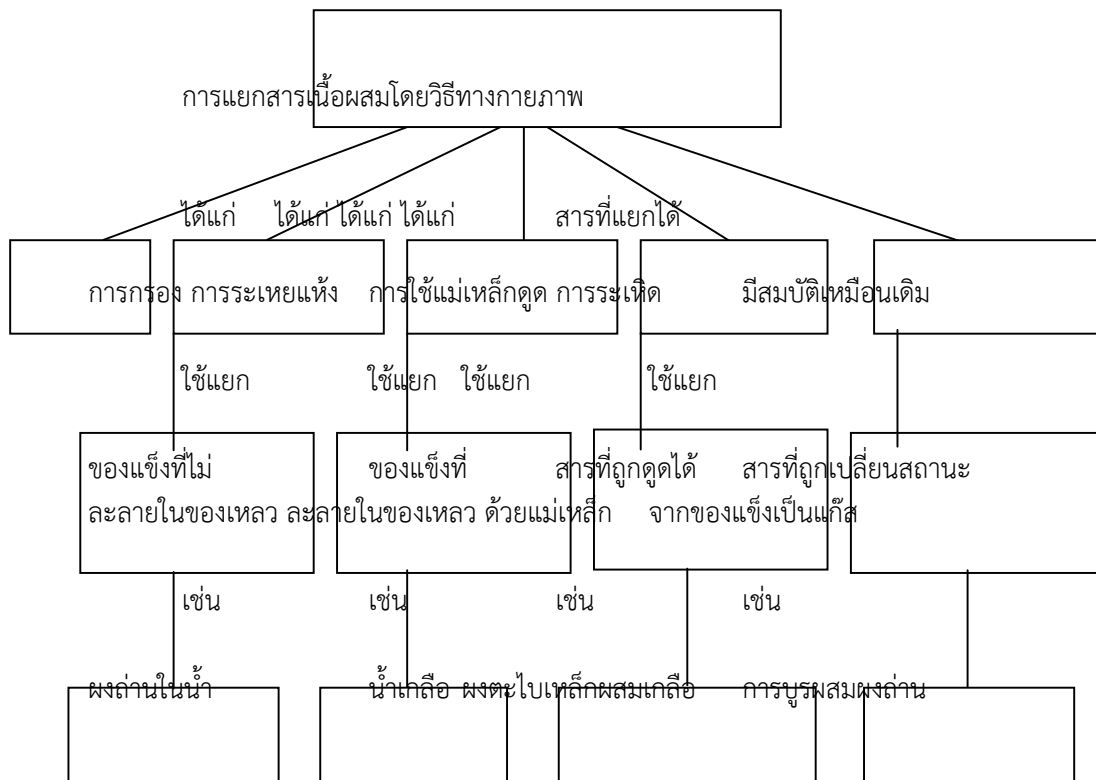 การแยกสารเนื้อผสมโดยวิธีทางกายภาพ
ได้แก่ ได้แก่ ได้แก่ ได้แก่ สารที่แยกได้
การกรอง การระเหยแห้ง การใช้แม่เหล็กดูด การระเหิด มีสมบัติเหมือนเดิม
ใช้แยก ใช้แยก ใช้แยก ใช้แยก
ของแข็งที่ไม่ ของแข็งที่ สารที่ถูกดูดได้ สารที่ถูกเปลี่ยนสถานะ
ละลายในของเหลว ละลายในของเหลว ด้วยแม่เหล็ก จากของแข็งเป็นแก๊ส
เช่น เช่น เช่น เช่น
ผงถ่านในน้ำ น้ำเกลือ ผงตะไบเหล็กผสมเกลือ การบูรผสมผงถ่าน